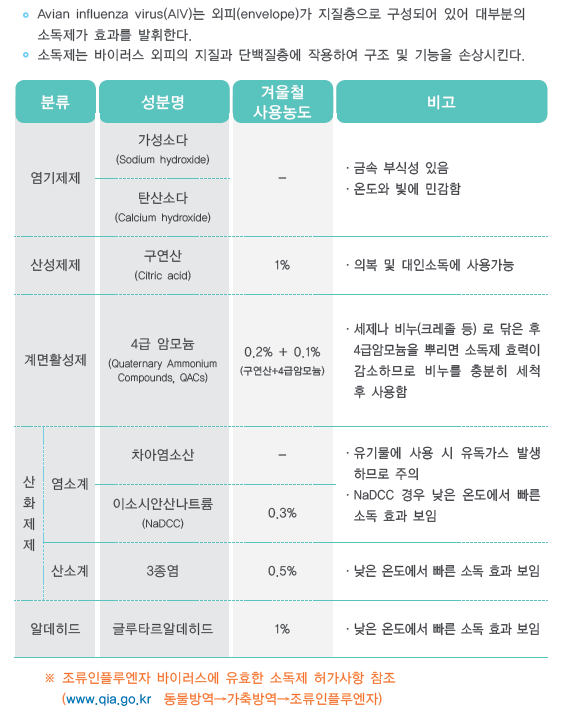 Avian influenza virus(AIV)는 외피(envelope)가 지질층으로 구성되어 있어 대부분의
소독제가 효과를 발휘한다.
소독제는 바이러스 외피의 지질과 단백질층에 작용하여 구조 및 기능을 손상시킨다.
분류
성분명
겨울철
사용농도
비고
염기제제
가성소다
(Sodium hydroxide)
탄산소다
(Calcium hydroxide)
–
· 금속 부식성 있음
· 온도와 빛에 민감함
산성제제
구연산
(Citric acid)
1%
· 의복 및 대인소독에 사용가능
계면활성제
4급 암모늄
(Quaternary Ammonium
Compounds, QACs)
0.2% + 0.1%
(구연산+4급암모늄)
· 세제나 비누(크레졸 등) 로 닦은 후
4급암모늄을 뿌리면 소독제 효력이
감소하므로 비누를 충분히 세척
후 사용함
산
화
제
제
염소계
차아염소산
–
이소시안산나트륨
(NaDCC)
0.3%
· 유기물에 사용 시 유독가스 발생
하므로 주의
· NaDCC 경우 낮은 온도에서 빠른
소독 효과 보임
산소계
3종염
0.5%
· 낮은 온도에서 빠른 소독 효과 보임
알데히드
글루타르알데히드
1%
· 낮은 온도에서 빠른 소독 효과 보임
※ 조류인플루엔자 바이러스에 유효한 소독제 허가사항 참조
(www.qia.go.kr 동물방역→가축방역→조류인플루엔자)